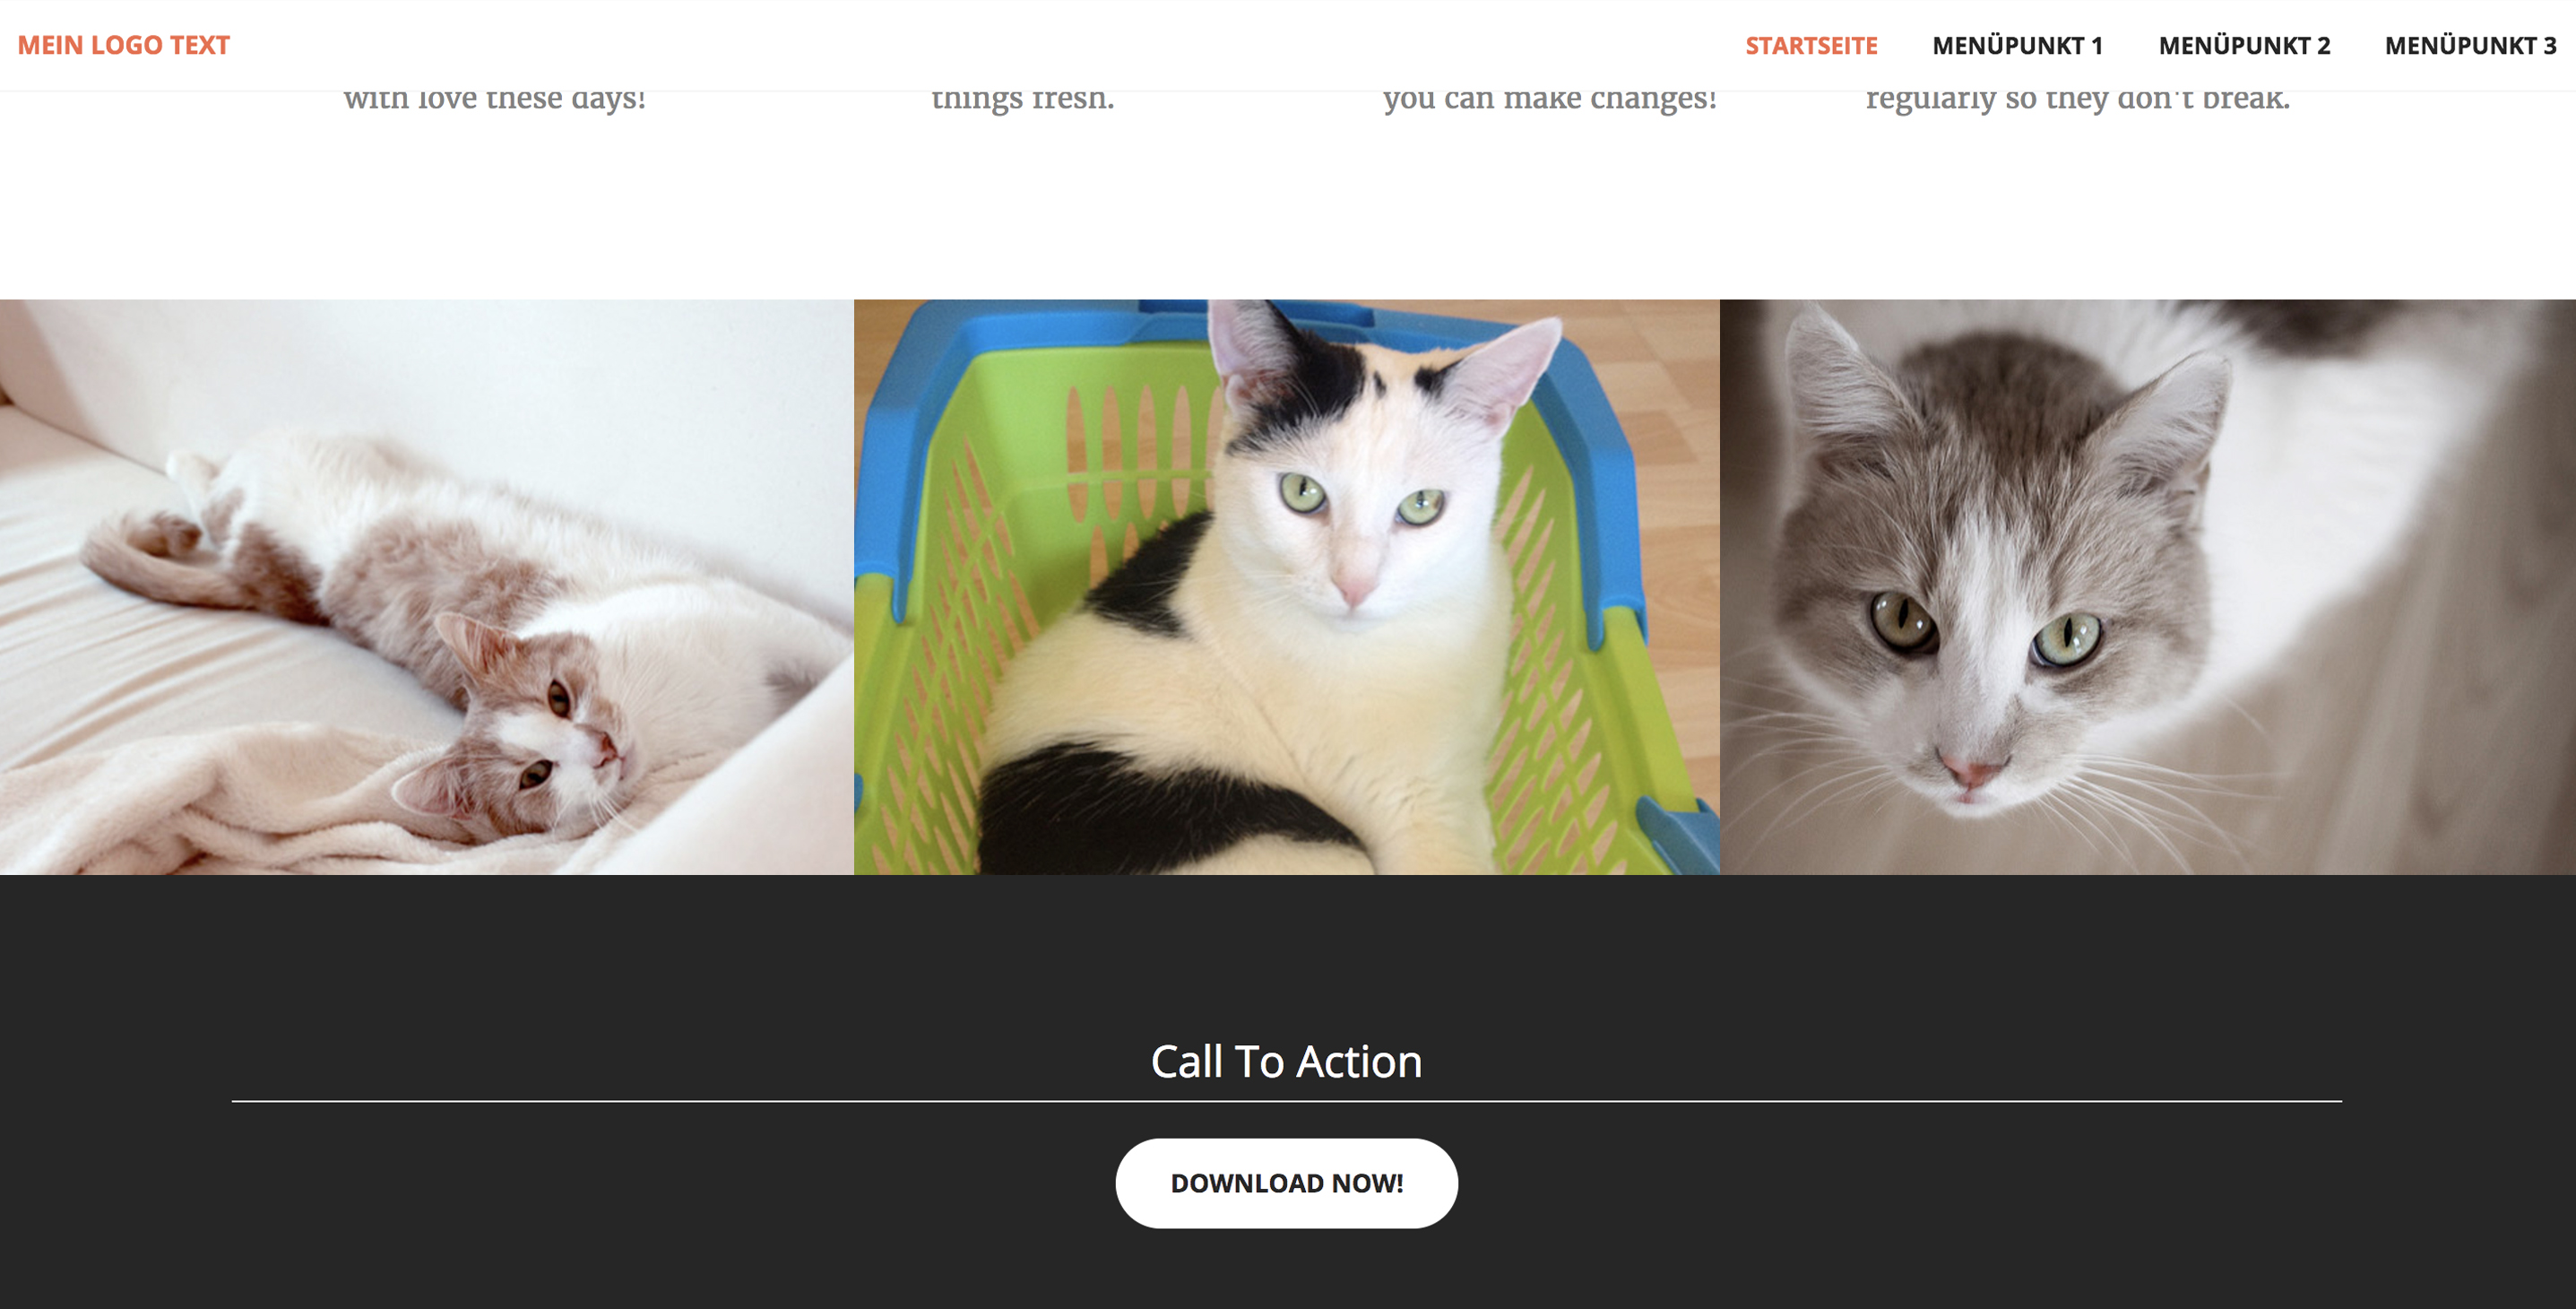 MEIN LOGO TEXT
STARTSEITE MENÜPUNKT 1 MENÜPUNKT 2 MENÜPUNKT 3
with love these days! things fresh. you can make changes! regularly so they don't break.
Call To Action
DOWNLOAD NOW!